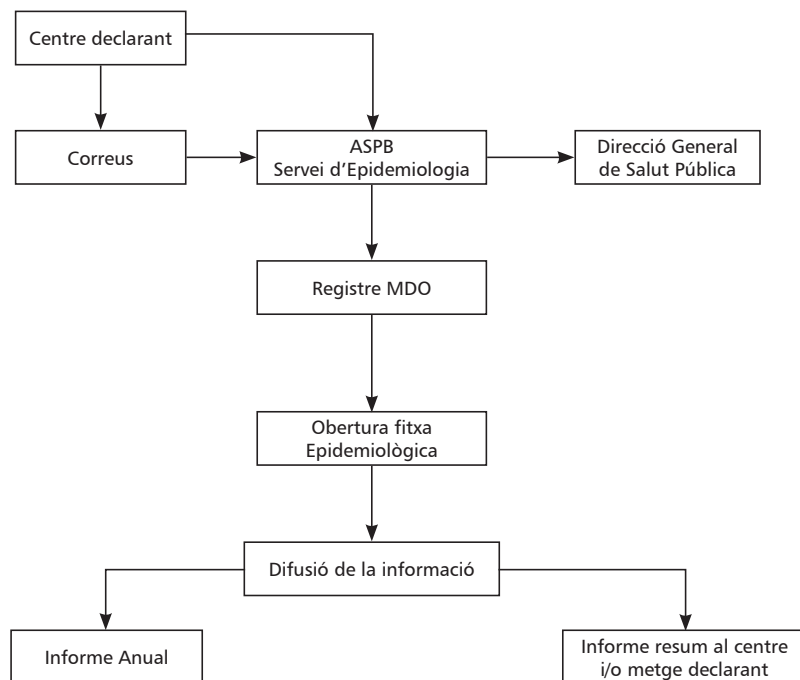 Centre declarant
Correus
ASPB
Servei d'Epidemiologia
Direcció General
de Salut Pública
Registre MDO
Obertura fitxa
Epidemiològica
Difusió de la informació
Informe Anual
Informe resum al centre
i/o metge declarant